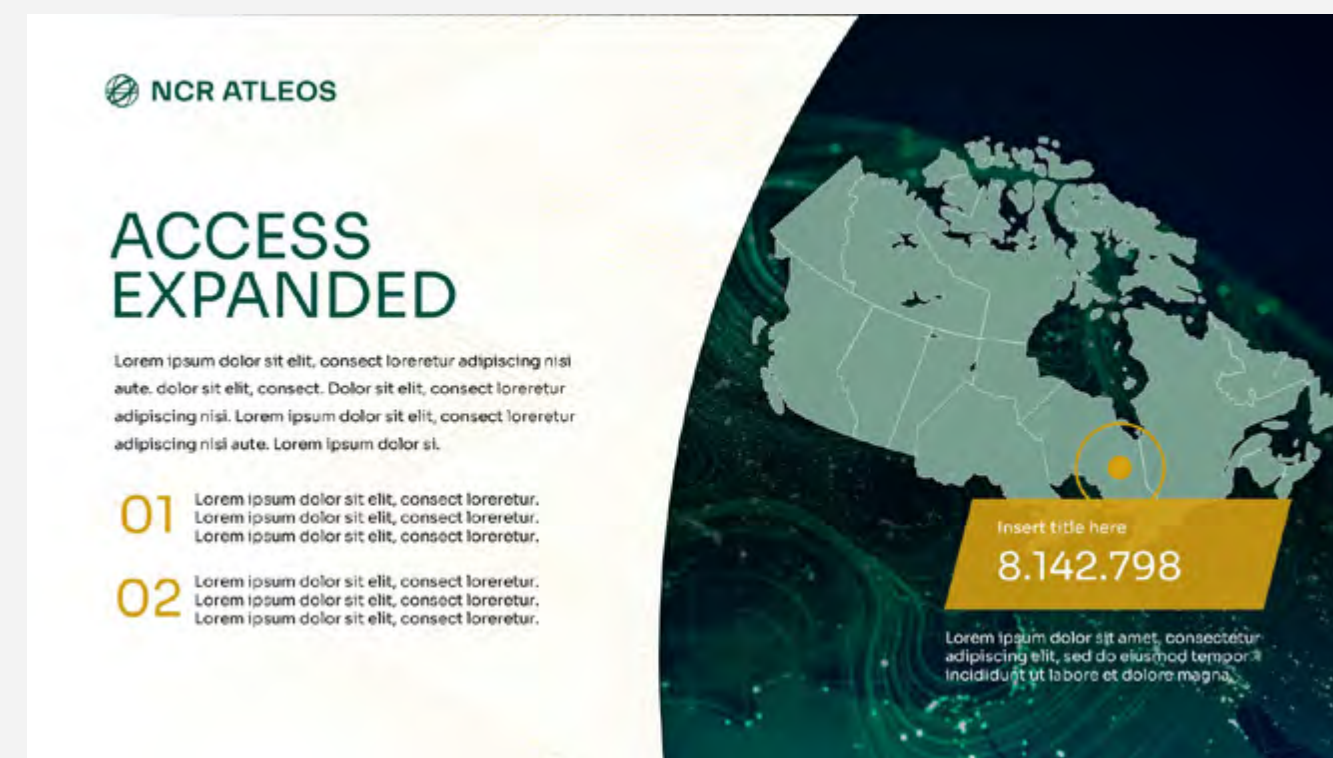 NCR ATLEOS
ACCESS
EXPANDED
Lorem ipsum dolor sit elit, consect loreretur adipiscing nisi
aute. dolor sit elit, consect. Dolor sit elit, consect loreretur
adipiscing nisi. Lorem ipsum dolor sit elit, consect loreretur
adipiscing nisi aute. Lorem ipsum dolor si.
01
Lorem ipsum dolor sit elit, consect loreretur.
Lorem ipsum dolor sit elit, consect loreretur.
Lorem ipsum dolor sit elit, consect loreretur.
02
Lorem ipsum dolor sit elit, consect loreretur.
Lorem ipsum dolor sit elit, consect loreretur.
Lorem ipsum dolor sit elit, consect loreretur.
Insert title here
8.142.798
Lorem ipsum dolor sit amet, consectetur
adipiscing elit, sed do eiusmod tempor
incididunt ut labore et dolore magna.